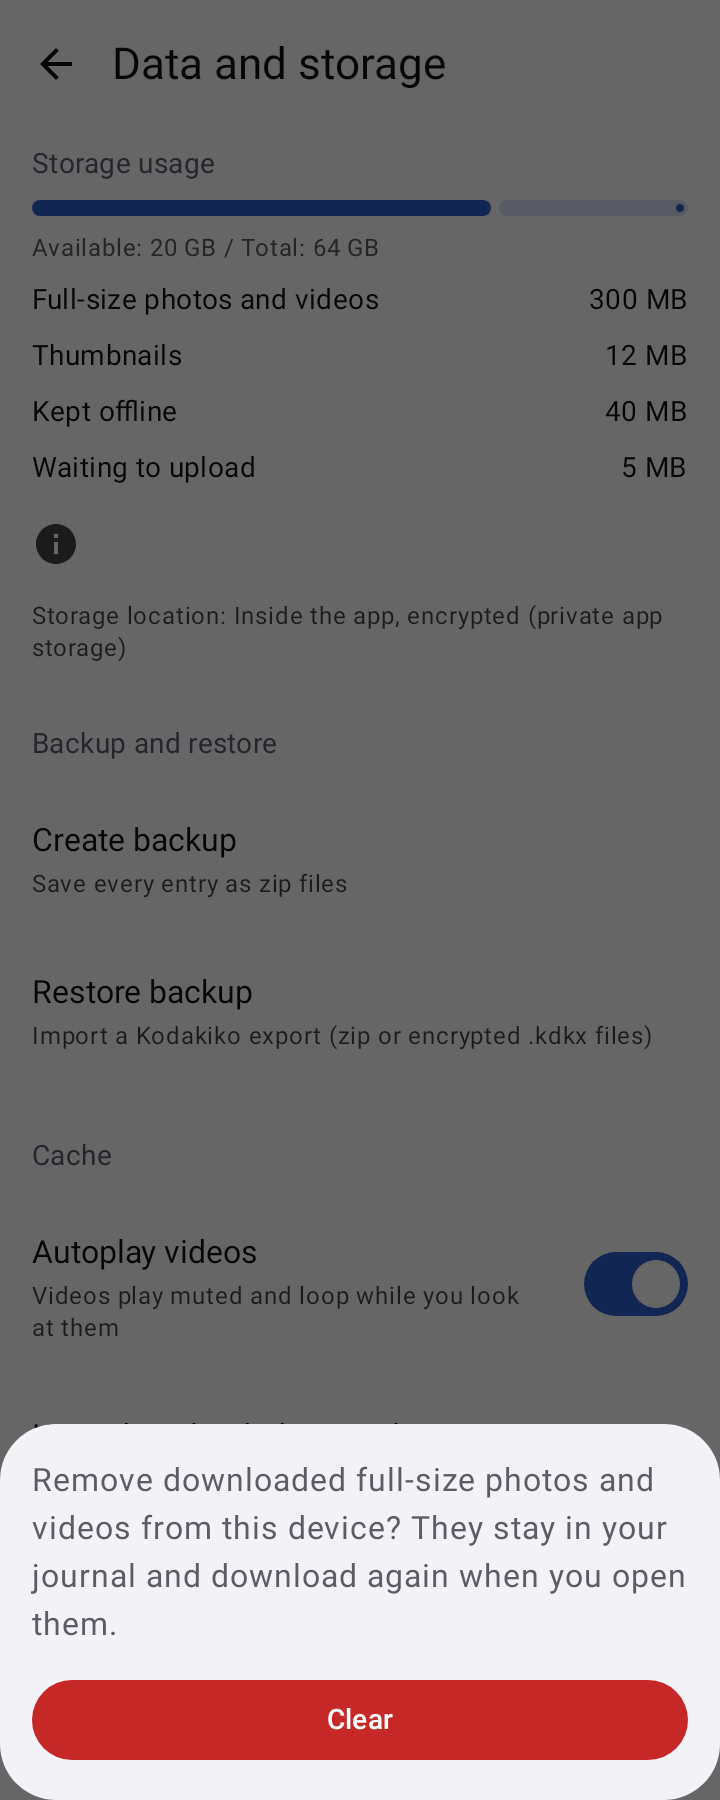 Data and storage
Storage usage
Available: 20 GB / Total: 64 GB
Full-size photos and videos 300 MB
Thumbnails 12 MB
Kept offline 40 MB
Waiting to upload 5 MB
Storage location: Inside the app, encrypted (private app
storage)
Backup and restore
Create backup
Save every entry as zip files
Restore backup
Import a Kodakiko export (zip or encrypted .kdkx files)
Cache
Autoplay videos
Videos play muted and loop while you look
at them
Remove downloaded full-size photos and
videos from this device? They stay in your
journal and download again when you open
them.
Clear